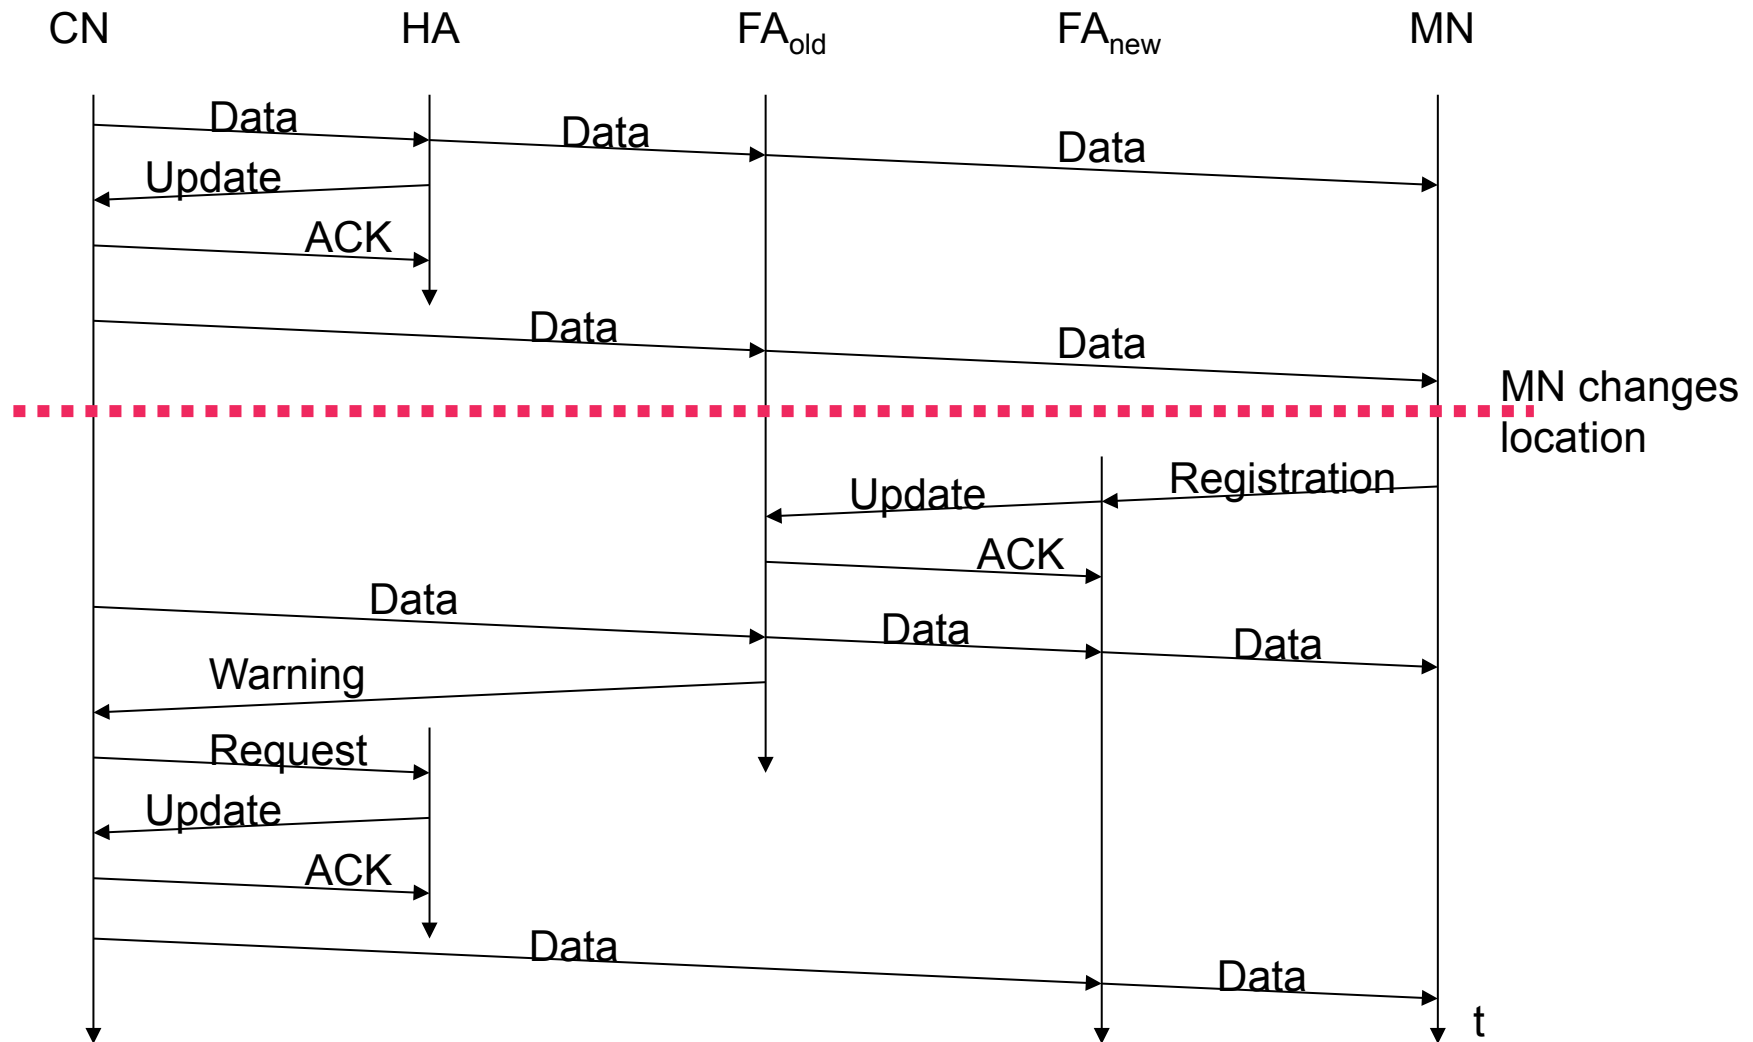 CN HA FAold FAnew MN
Data Data Data
Update
ACK
Data Data
MN changes
location
Update Registration
ACK
Data Data Data
Warning
Request
Update
ACK
Data Data
t